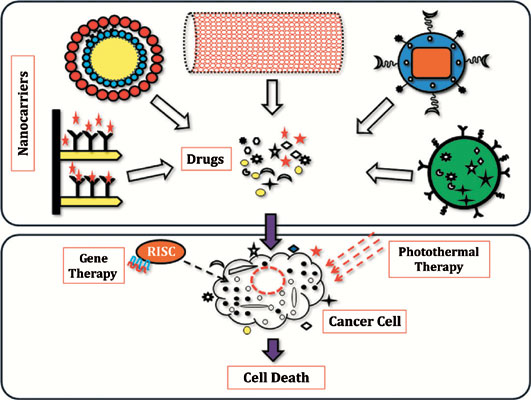 Nanocarriers
Drugs
Gene
Therapy
RISC
Photothermal
Therapy
Cancer Cell
Cell Death